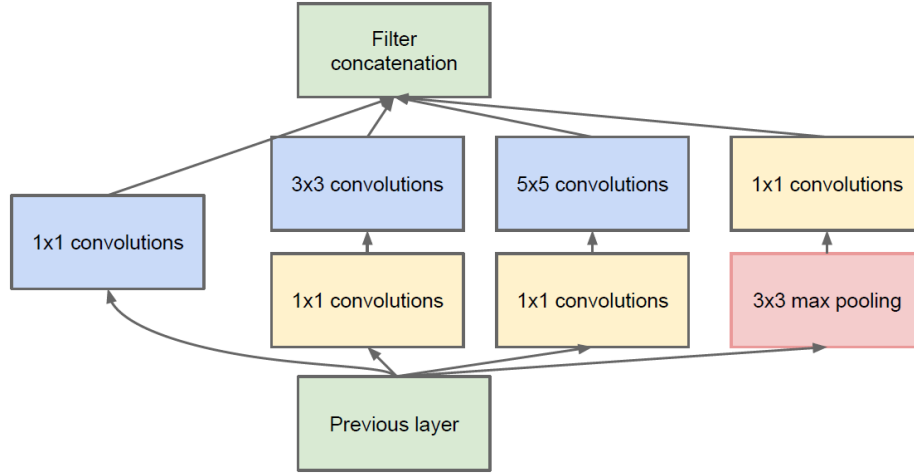 Filter
concatenation
3x3 convolutions
5x5 convolutions
1x1 convolutions
1x1 convolutions
1x1 convolutions
1x1 convolutions
3x3 max pooling
Previous layer